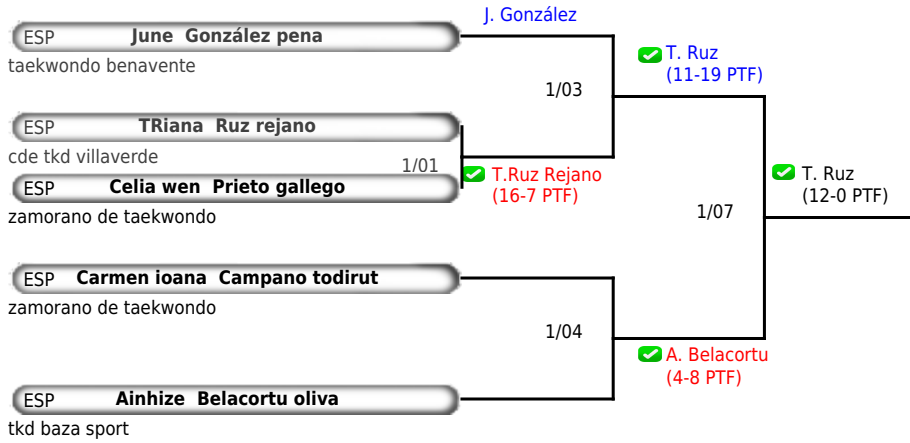 J. González
ESP June González pena
taekwondo benavente
T. Ruz
(11-19 PTF)
1/03
ESP TRiana Ruz rejano
cde tkd villaverde
1/01
T.Ruz Rejano
(16-7 PTF)
ESP Celia wen Prieto gallego
zamorano de taekwondo
T. Ruz
(12-0 PTF)
1/07
ESP Carmen ioana Campano todirut
zamorano de taekwondo
1/04
A. Belacortu
(4-8 PTF)
ESP Ainhize Belacortu oliva
tkd baza sport